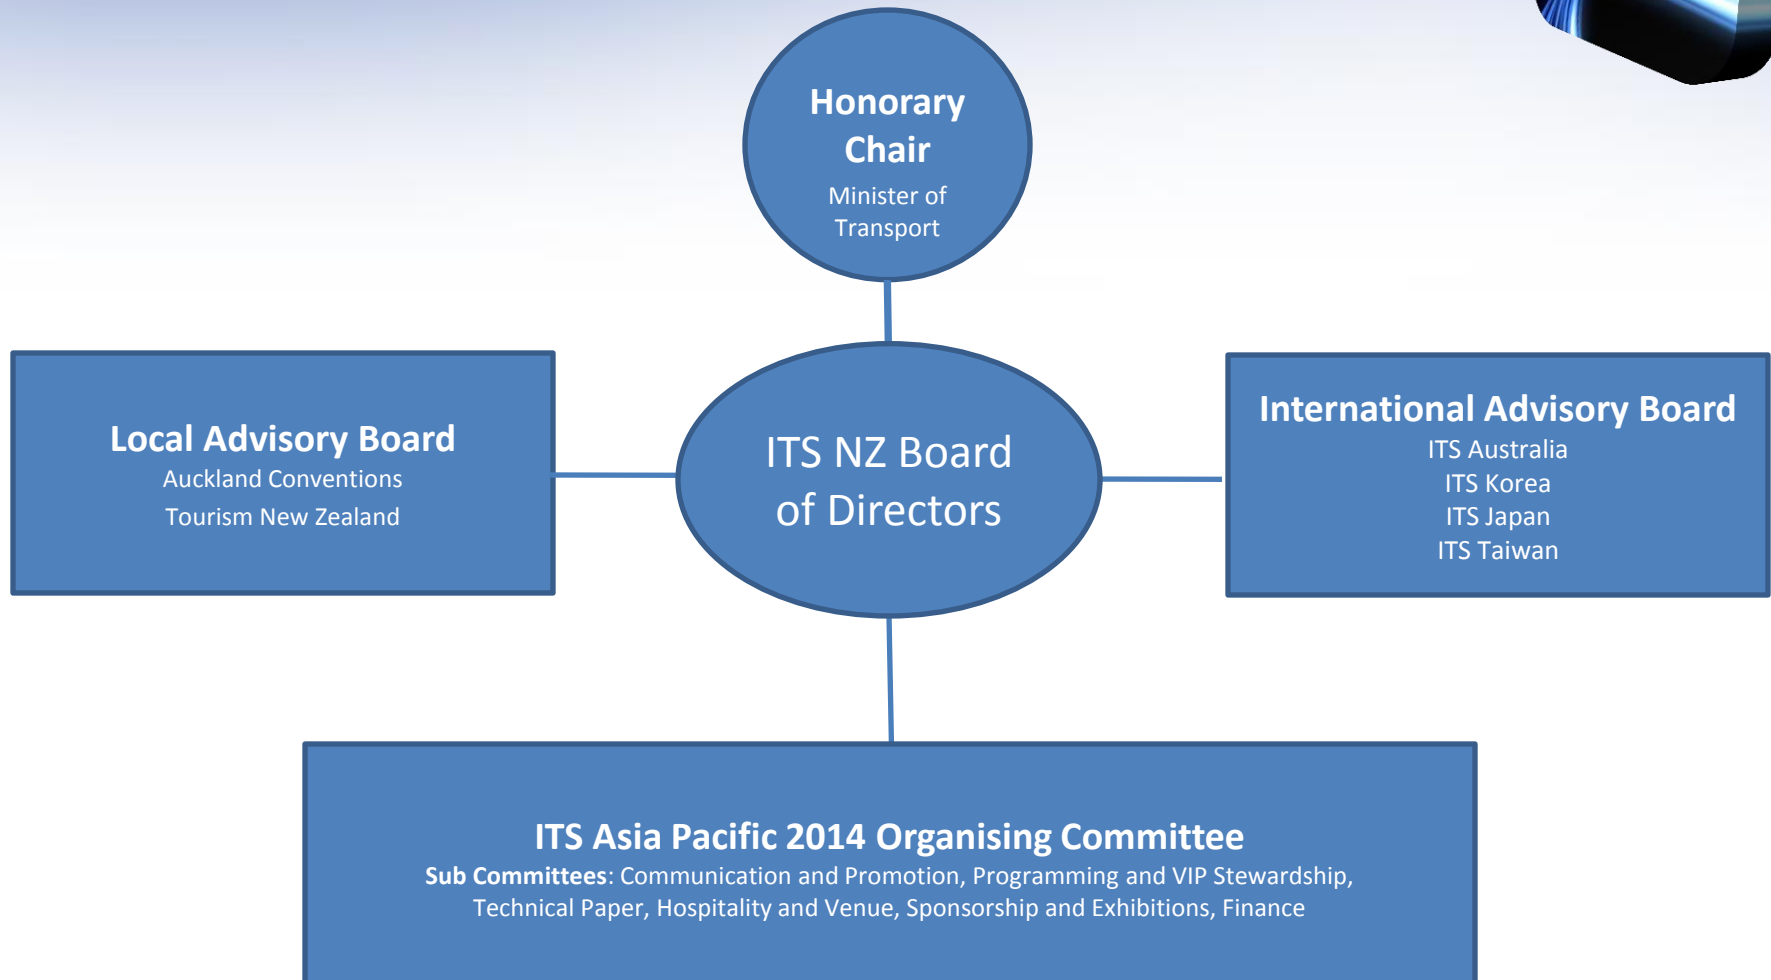 Honorary
Chair
Minister of
Transport
Local Advisory Board
Auckland Conventions
Tourism New Zealand
ITS NZ Board
of Directors
International Advisory Board
ITS Australia
ITS Korea
ITS Japan
ITS Taiwan
ITS Asia Pacific 2014 Organising Committee
Sub Committees: Communication and Promotion, Programming and VIP Stewardship,
Technical Paper, Hospitality and Venue, Sponsorship and Exhibitions, Finance